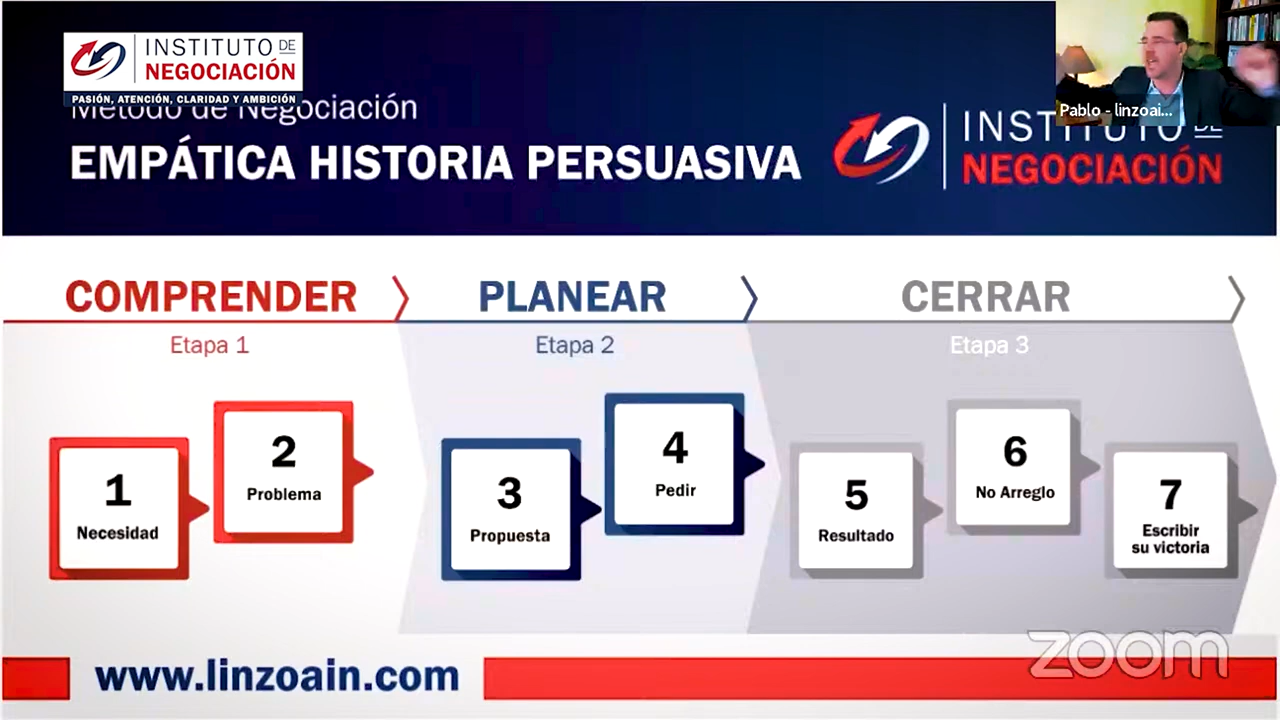 INSTITUTO DE
NEGOCIACIÓN
PASIÓN, ATENCIÓN, CLARIDAD Y AMBICIÓN
Método de Negociación
EMPÁTICA HISTORIA PERSUASIVA
Pablo - linzoai...
INSTITUTO DE
NEGOCIACIÓN
COMPRENDER
PLANEAR
CERRAR
Etapa 1
Etapa 2
Etapa 3
1
Necesidad
2
Problema
3
Propuesta
4
Pedir
5
Resultado
6
No Arreglo
7
Escribir
su victoria
zoom
www.linzoain.com